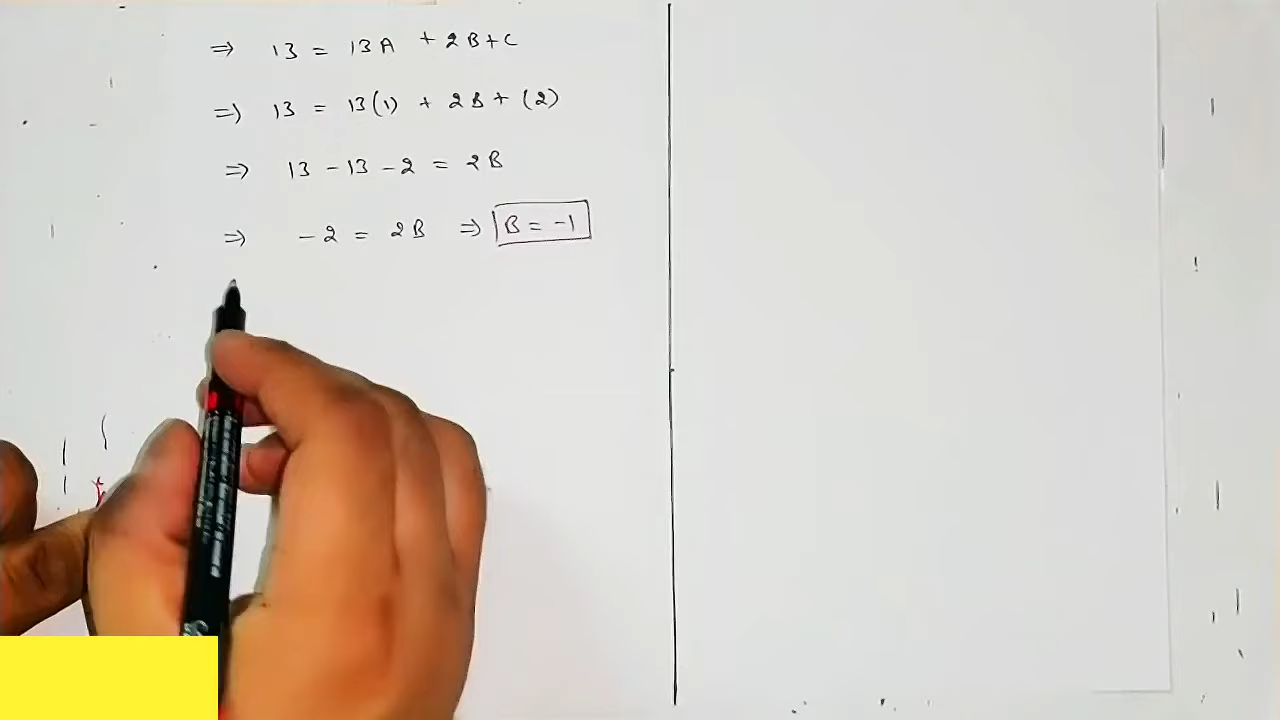 ⇒ 13 = 13A + 2B + C
⇒ 13 = 13(1) + 2B + (2)
⇒ 13 - 13 - 2 = 2B
⇒ -2 = 2B ⇒ B = -1